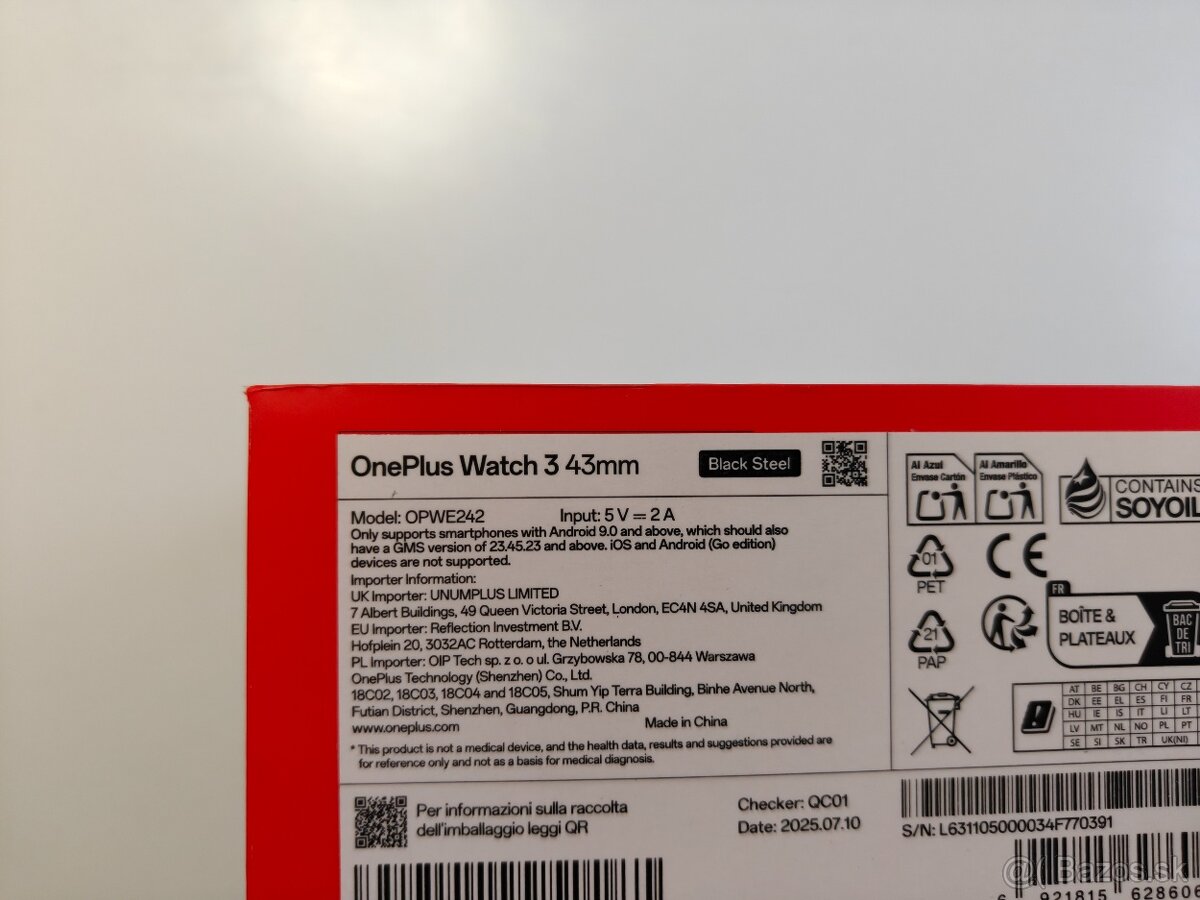 OnePlus Watch 3 43mm
Black Steel
Model: OPWE242 Input: 5 V = 2 A
Only supports smartphones with Android 9.0 and above, which should also
have a GMS version of 23.45.23 and above. iOS and Android (Go edition)
devices are not supported.
Importer Information:
UK Importer: UNUMPLUS LIMITED
7 Albert Buildings, 49 Queen Victoria Street, London, EC4N 4SA, United Kingdom
EU Importer: Reflection Investment B.V.
Hofplein 20, 3032AC Rotterdam, the Netherlands
PL Importer: OIP Tech sp. z o. o ul. Grzybowska 78, 00-844 Warszawa
OnePlus Technology (Shenzhen) Co., Ltd.
18C02, 18C03, 18C04 and 18C05, Shum Yip Terra Building, Binhe Avenue North,
Futian District, Shenzhen, Guangdong, P.R. China
www.oneplus.com Made in China
* This product is not a medical device, and the health data, results and suggestions provided are
for reference only and not as a basis for medical diagnosis.
Al Azul
Envase Cartón
Al Amarillo
Envase Plástico
CONTAINS
SOYOIL
01
PET
CE
21
PAP
FR
BOÎTE &
PLATEAUX
BAC
DE
TRI
AT BE BG CH CY CZ
DK EE EL ES FI FR
HU IE IS IT LI LT
LV MT NL NO PL PT
SE SI SK TR UK(NI)
Per informazioni sulla raccolta
dell'imballaggio leggi QR
Checker: QC01
Date: 2025.07.10
S/N: L631105000034F770391
6 921815 628606
Bazos.sk